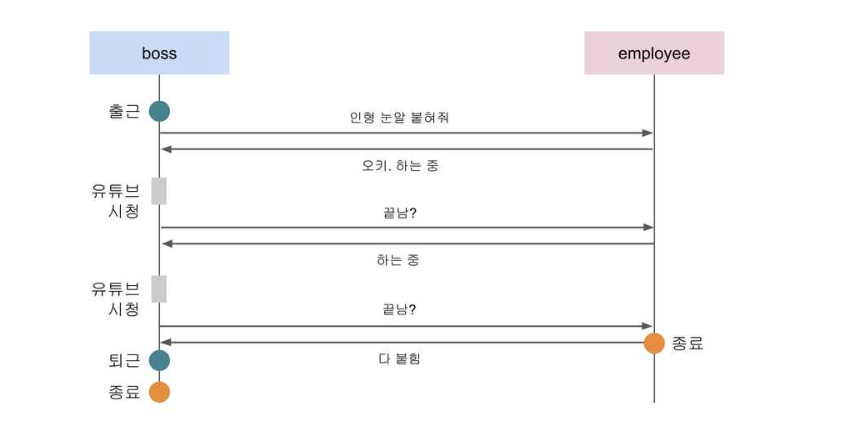 boss
employee
출근
인형 눈알 붙혀줘
오키. 하는 중
유튜브
시청
끝남?
하는 중
유튜브
시청
끝남?
종료
다 붙힘
퇴근
종료